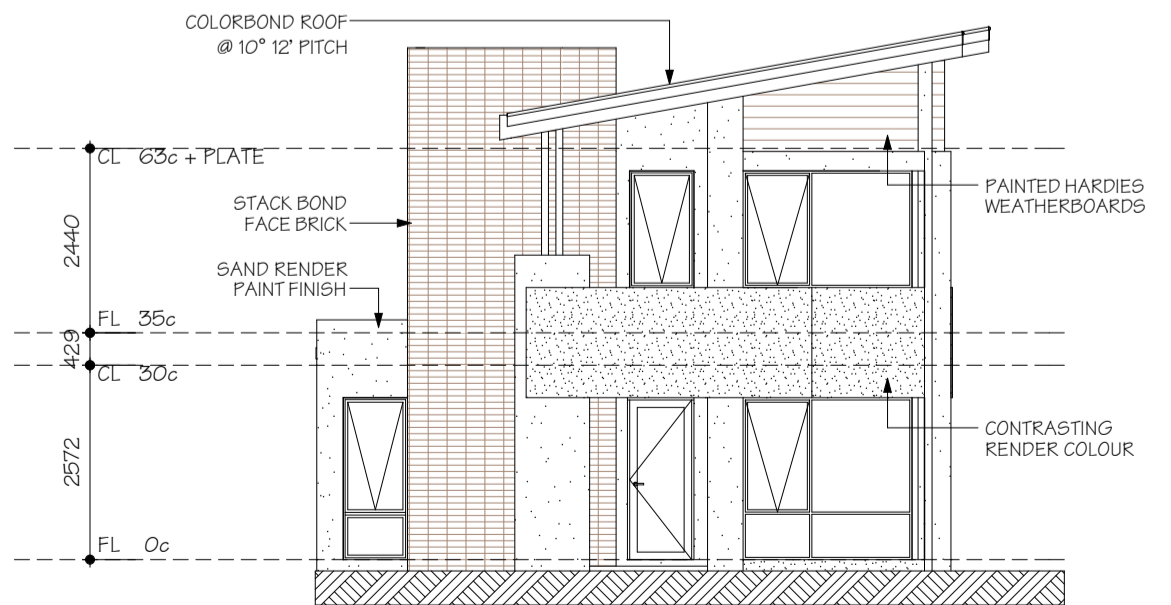 COLORBOND ROOF
@ 10° 12' PITCH
CL 63c + PLATE
PAINTED HARDIES
WEATHERBOARDS
STACK BOND
FACE BRICK
2440
SAND RENDER
PAINT FINISH
FL 35c
429
CL 30c
CONTRASTING
RENDER COLOUR
2572
FL 0c